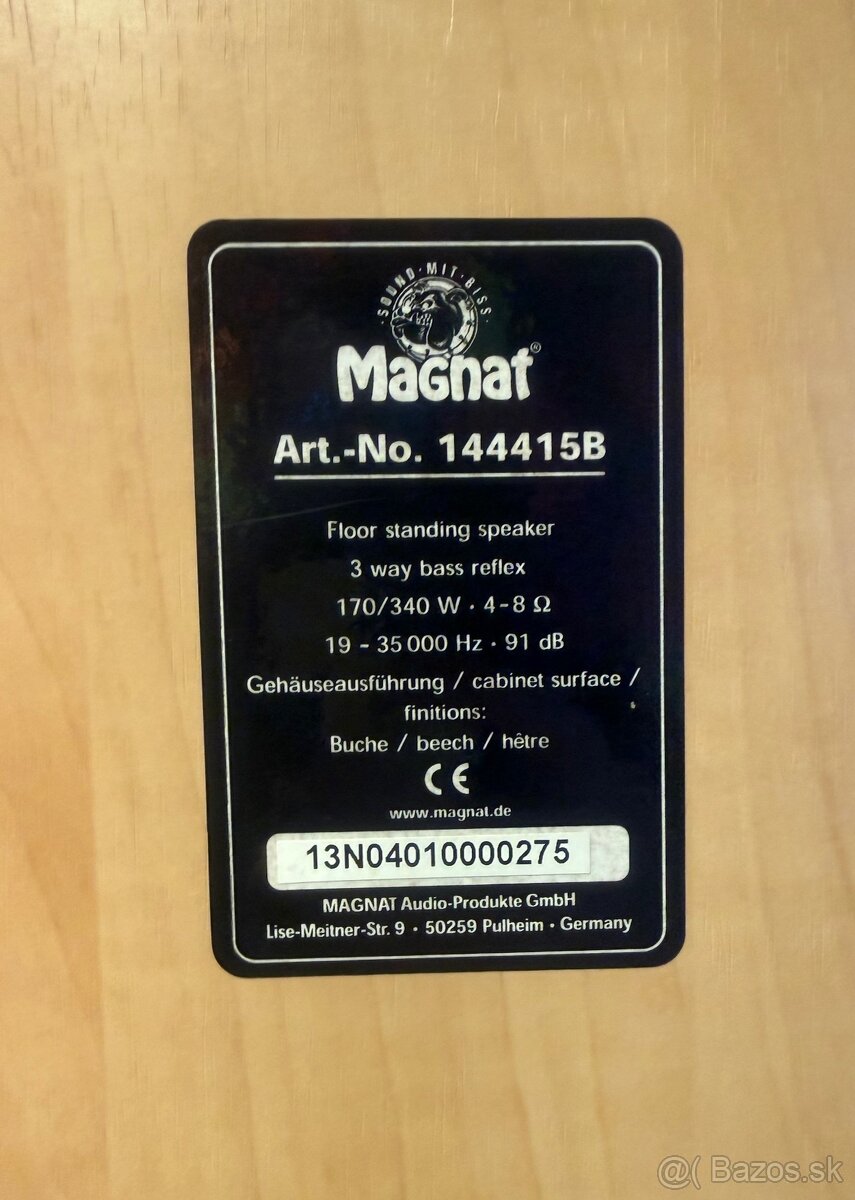 · SOUND · MIT · BISS ·
Magnat®
Art.-No. 144415B
Floor standing speaker
3 way bass reflex
170/340 W · 4-8 Ω
19 - 35 000 Hz · 91 dB
Gehäuseausführung / cabinet surface /
finitions:
Buche / beech / hêtre
CE
www.magnat.de
13N04010000275
MAGNAT Audio-Produkte GmbH
Lise-Meitner-Str. 9 · 50259 Pulheim · Germany
@( Bazos.sk